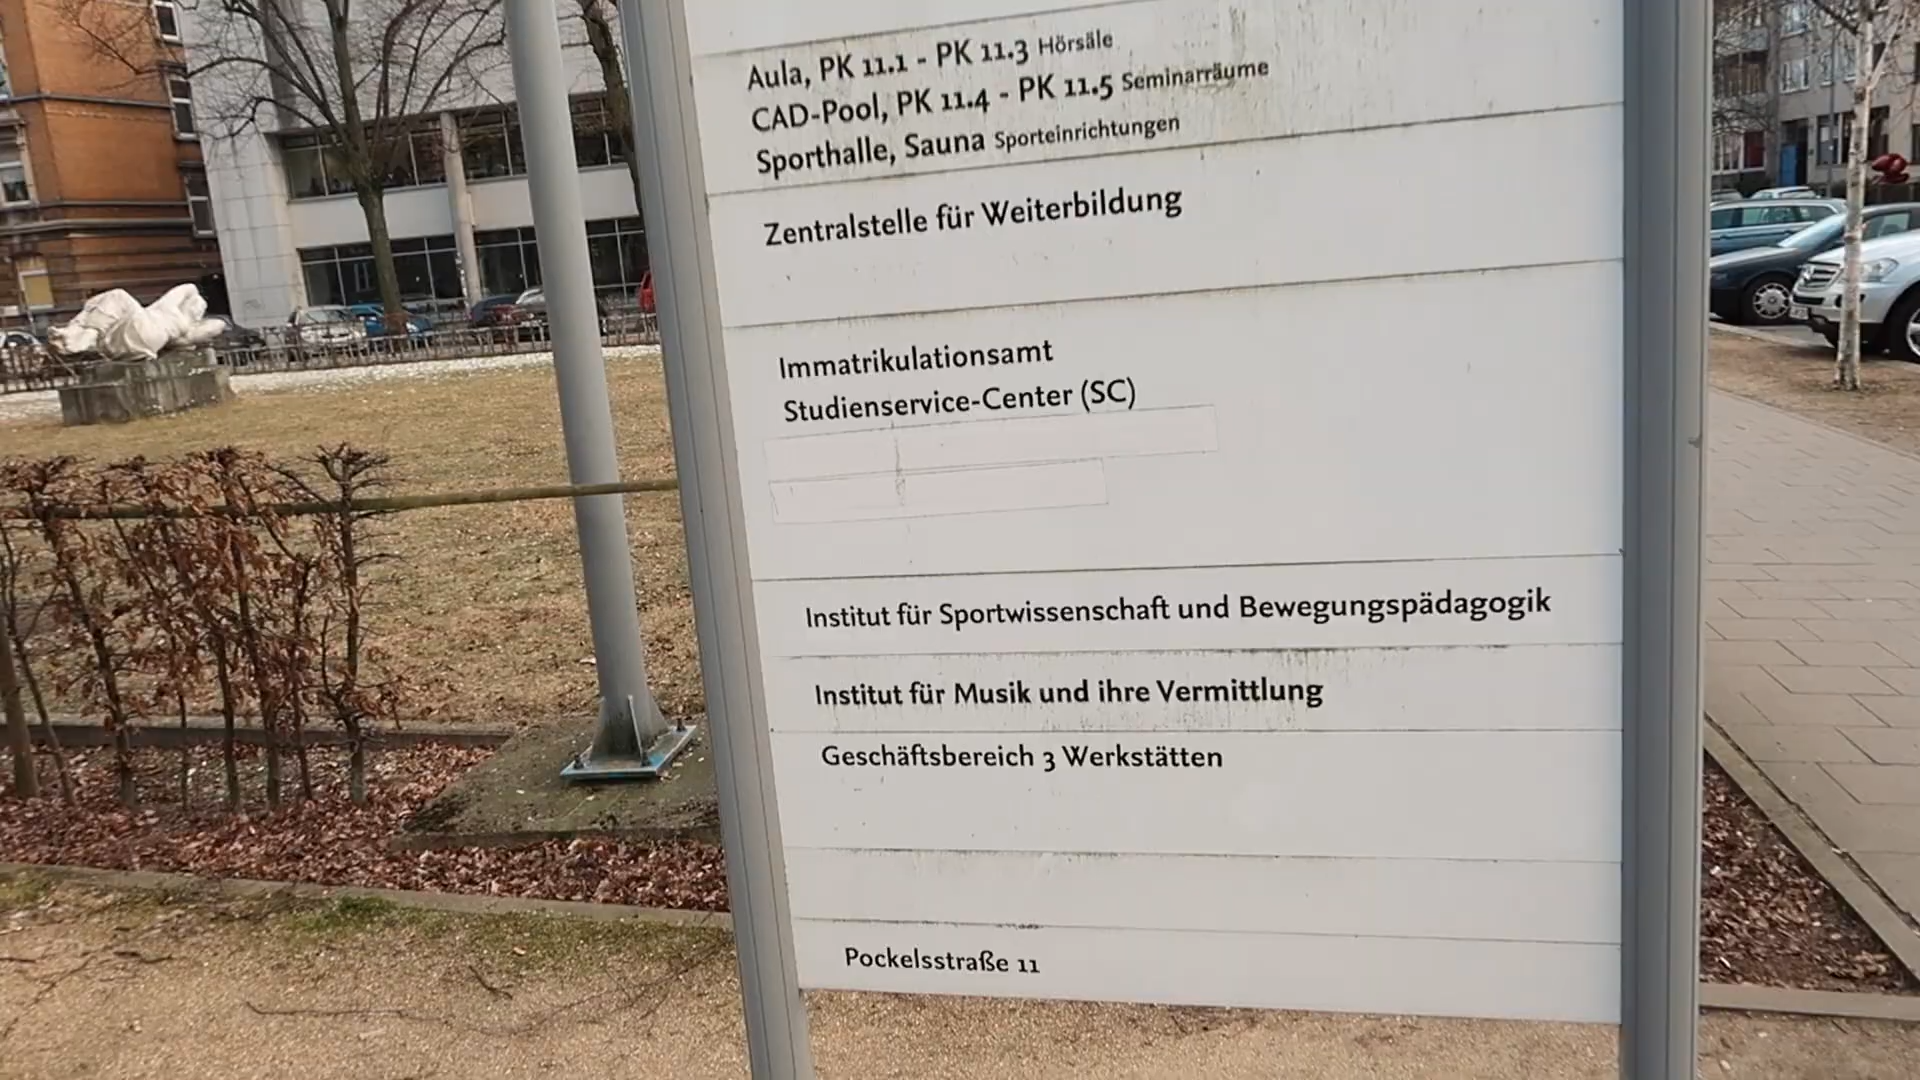 Aula, PK 11.1 - PK 11.3 Hörsäle
CAD-Pool, PK 11.4 - PK 11.5 Seminarräume
Sporthalle, Sauna Sporteinrichtungen
Zentralstelle für Weiterbildung
Immatrikulationsamt
Studienservice-Center (SC)
Institut für Sportwissenschaft und Bewegungspädagogik
Institut für Musik und ihre Vermittlung
Geschäftsbereich 3 Werkstätten
Pockelsstraße 11